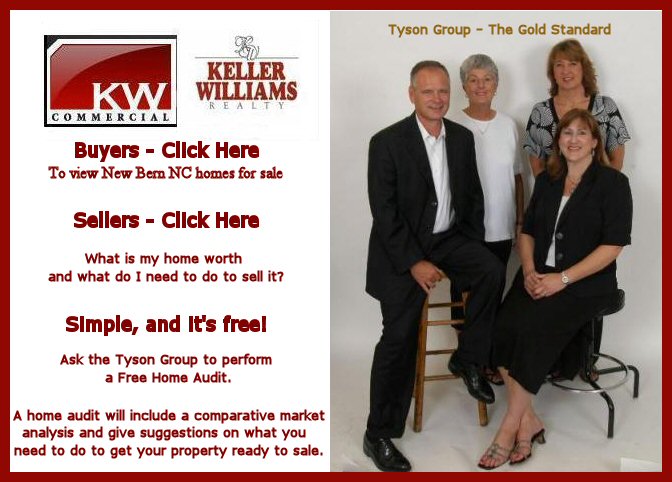 KW
COMMERCIAL
KW
KELLER
WILLIAMS
REALTY
Buyers - Click Here
To view New Bern NC homes for sale
Sellers - Click Here
What is my home worth
and what do I need to do to sell it?
Simple, and it's free!
Ask the Tyson Group to perform
a Free Home Audit.
A home audit will include a comparative market
analysis and give suggestions on what you
need to do to get your property ready to sale.
Tyson Group - The Gold Standard